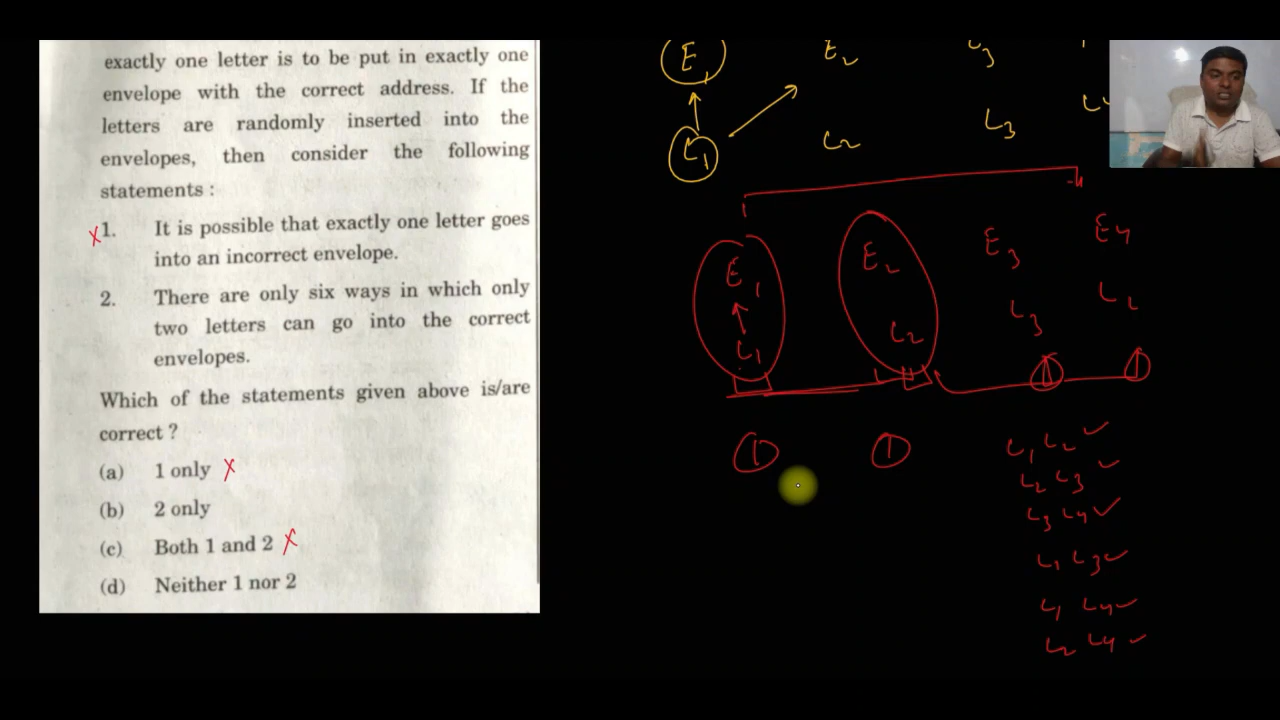 exactly one letter is to be put in exactly one
envelope with the correct address. If the
letters are randomly inserted into the
envelopes, then consider the following
statements :
x1. It is possible that exactly one letter goes
into an incorrect envelope.
2. There are only six ways in which only
two letters can go into the correct
envelopes.
Which of the statements given above is/are
correct ?
(a) 1 only x
(b) 2 only
(c) Both 1 and 2 x
(d) Neither 1 nor 2
E1 E2 L3
L1 L2 L3 L4
E1 E2 E3 E4
L1 L2 L3 L2
1 1
L1 L2 ✓
L2 L3 ✓
L3 L4 ✓
L1 L3 ✓
L1 L4 ✓
L2 L4 ✓